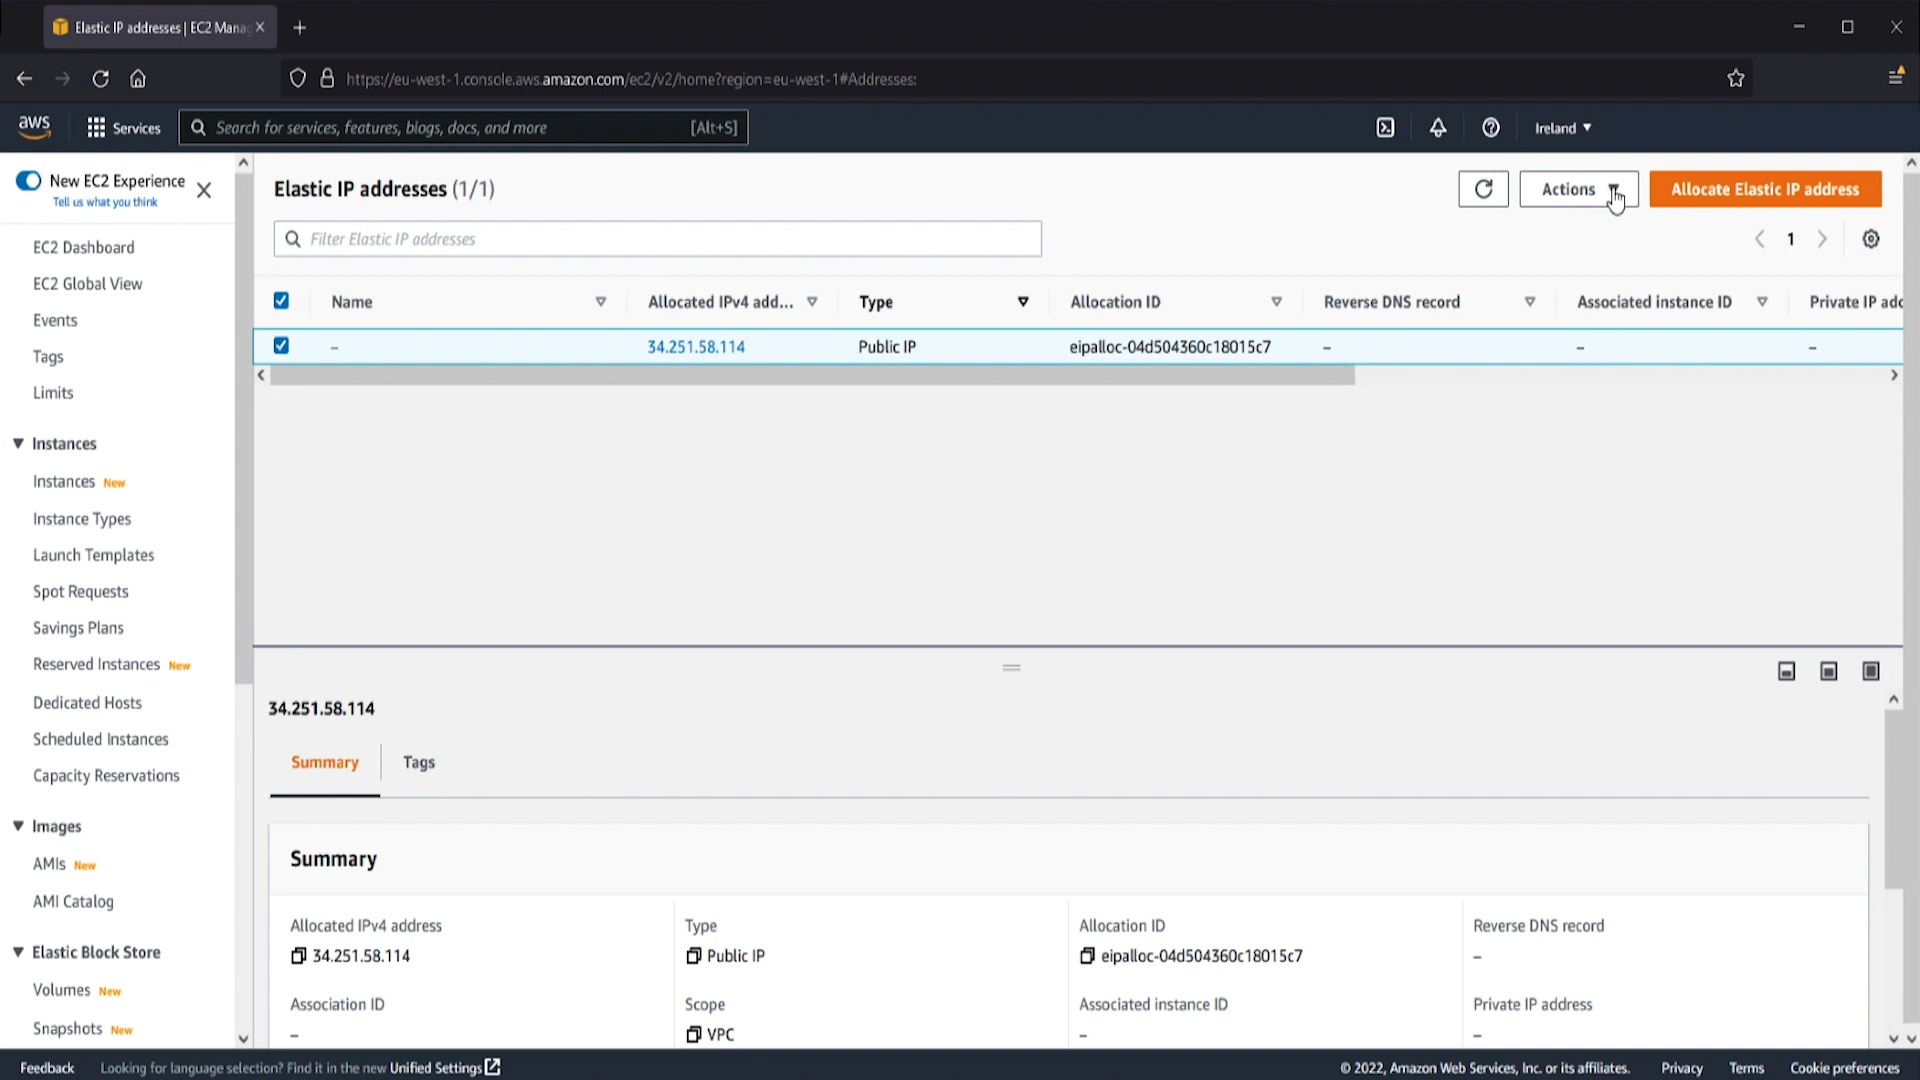 Elastic IP addresses | EC2 Manag
https://eu-west-1.console.aws.amazon.com/ec2/v2/home?region=eu-west-1#Addresses:
aws
Services
Search for services, features, blogs, docs, and more
[Alt+S]
Ireland
New EC2 Experience
Tell us what you think
EC2 Dashboard
EC2 Global View
Events
Tags
Limits
Instances
Instances New
Instance Types
Launch Templates
Spot Requests
Savings Plans
Reserved Instances New
Dedicated Hosts
Scheduled Instances
Capacity Reservations
Images
AMIs New
AMI Catalog
Elastic Block Store
Volumes New
Snapshots New
Elastic IP addresses (1/1)
Actions
Allocate Elastic IP address
Filter Elastic IP addresses
1
Name Allocated IPv4 add... Type Allocation ID Reverse DNS record Associated instance ID Private IP add
– 34.251.58.114 Public IP eipalloc-04d504360c18015c7 – – –
34.251.58.114
Summary
Tags
Summary
Allocated IPv4 address
34.251.58.114
Type
Public IP
Allocation ID
eipalloc-04d504360c18015c7
Reverse DNS record
–
Association ID
–
Scope
VPC
Associated instance ID
–
Private IP address
–
Feedback
Looking for language selection? Find it in the new Unified Settings
© 2022, Amazon Web Services, Inc. or its affiliates.
Privacy
Terms
Cookie preferences